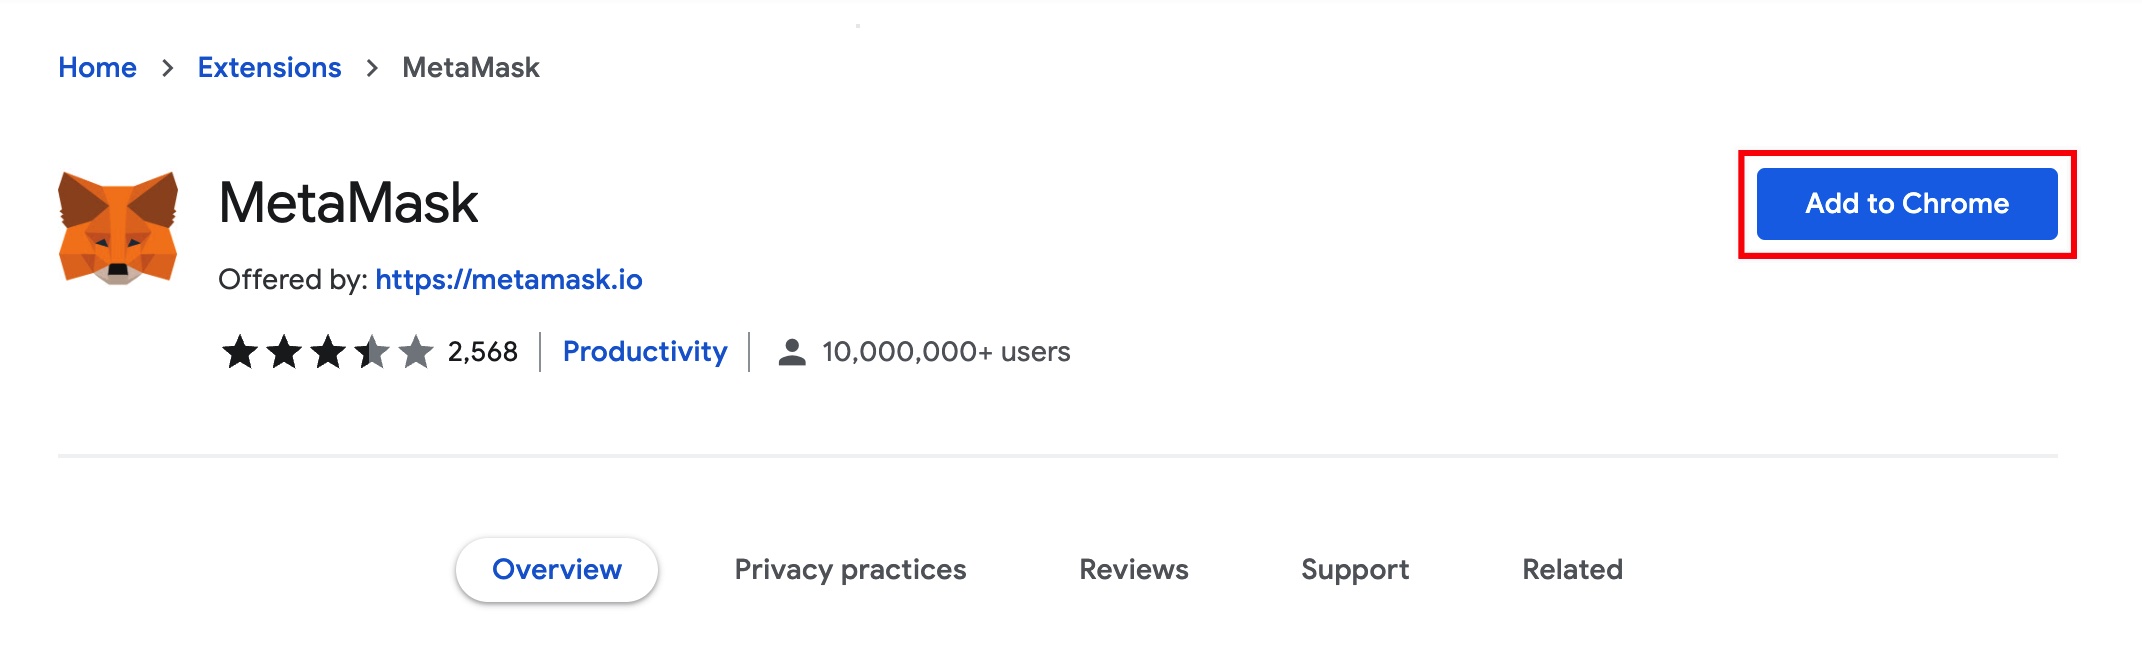 Home > Extensions > MetaMask
MetaMask
Add to Chrome
Offered by: https://metamask.io
2,568 Productivity 10,000,000+ users
Overview Privacy practices Reviews Support Related